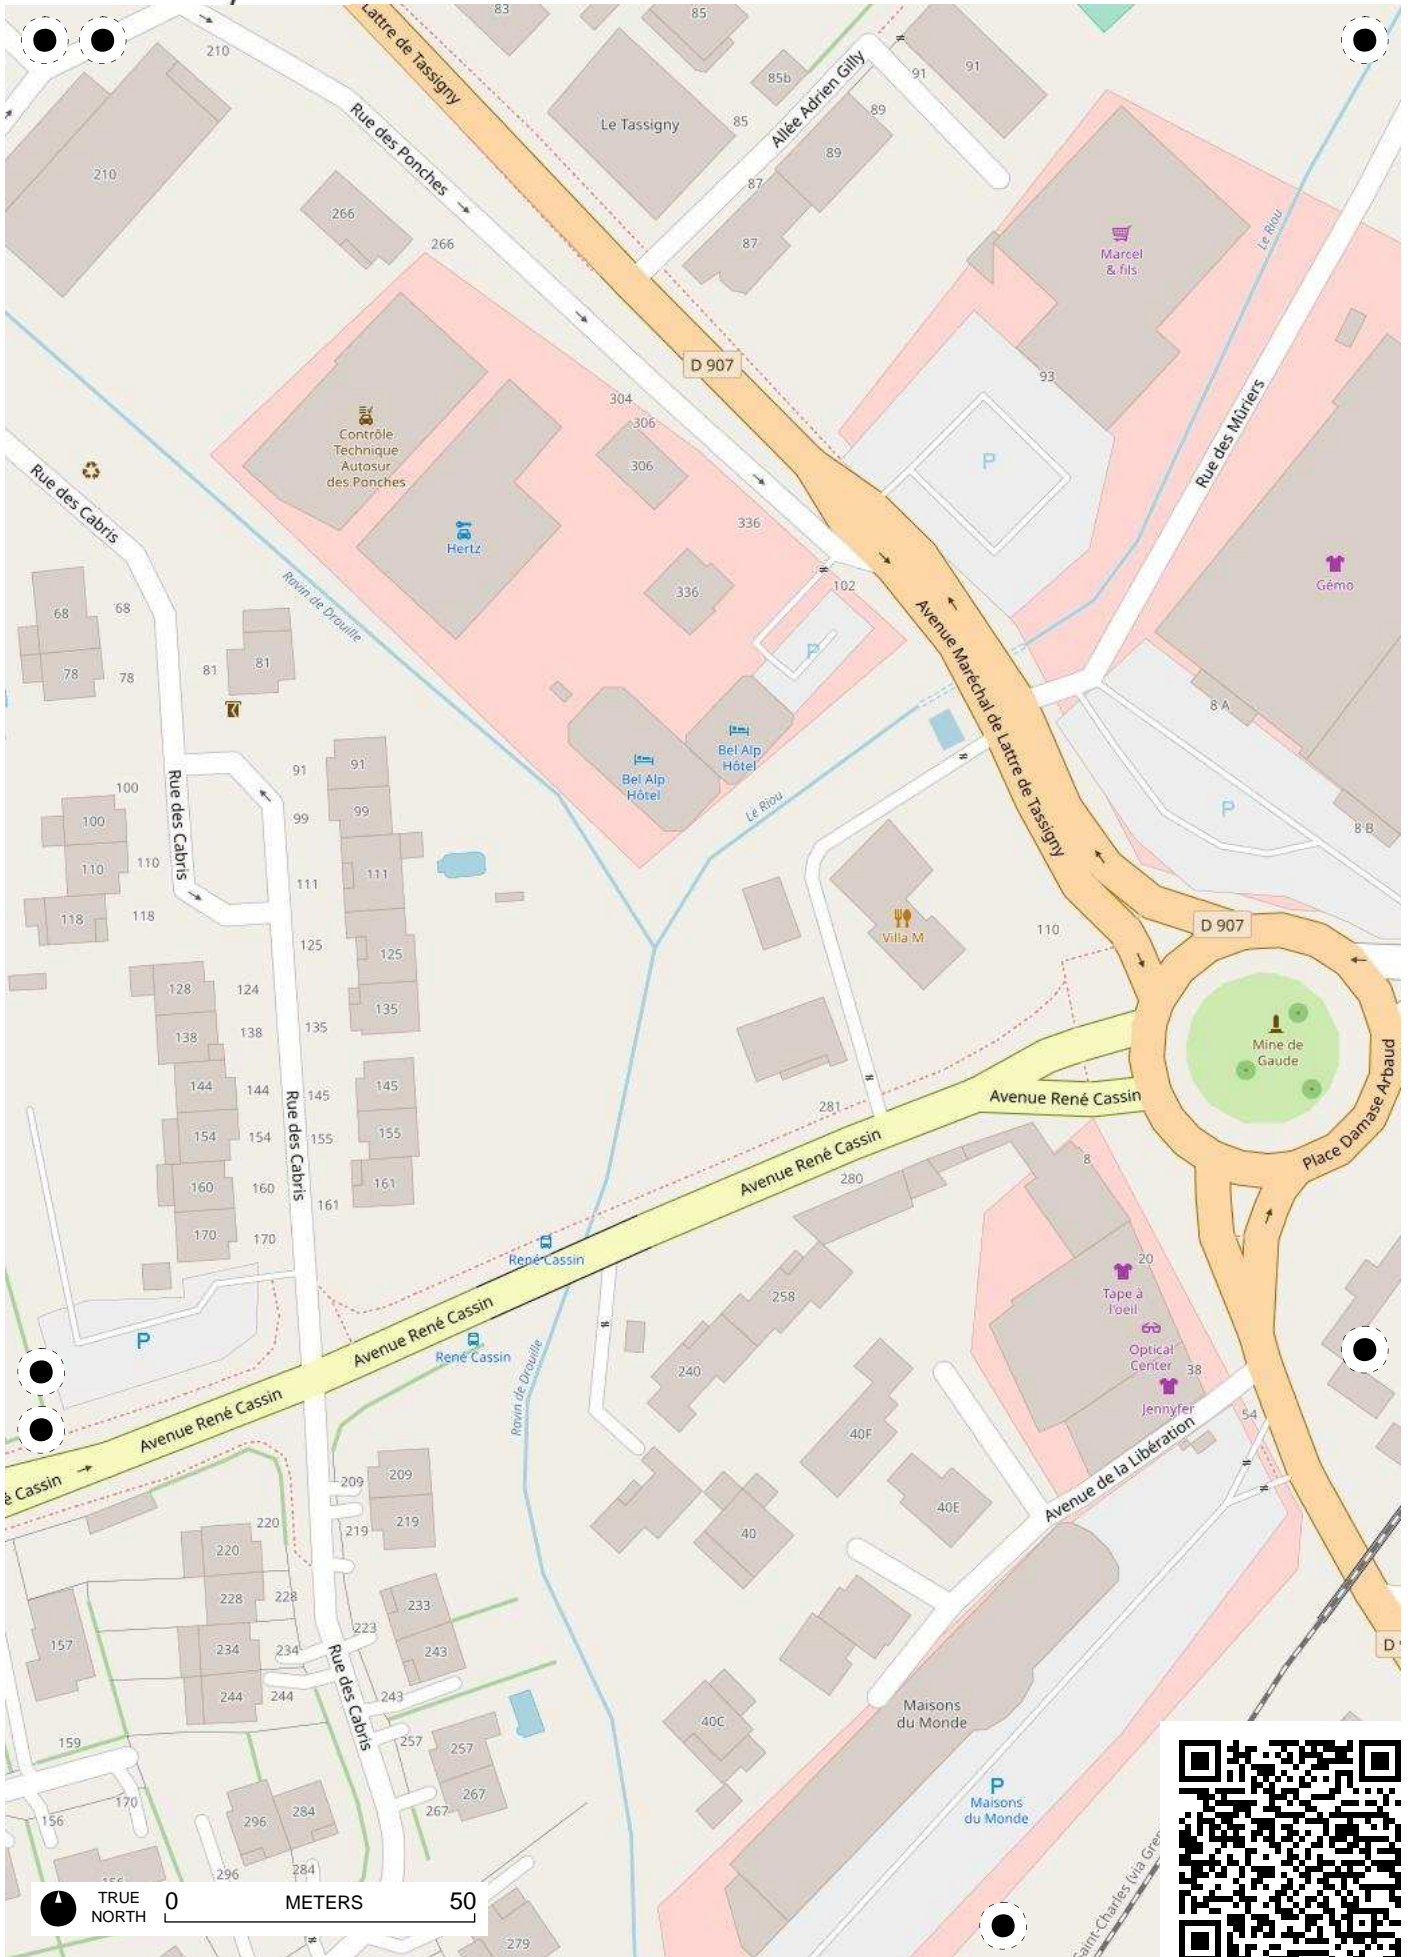 83
85
210
Lattre de Tassigny
85b
Allée Adrien Gilly
91
91
Rue des Ponches
Le Tassigny
85
89
89
210
87
266
266
87
Le Riou
Marcel
& fils
D 907
93
304
306
306
Contrôle
Technique
Autosur
des Ponches
P
Rue des Mûriers
Rue des Cabris
336
Hertz
336
102
Gémo
Ravin de Drouille
68
68
78
78
81
81
P
Avenue Maréchal de Lattre de Tassigny
8 A
Bel Alp
Hôtel
Bel Alp
Hôtel
91
91
100
100
99
99
Le Riou
P
8 B
Rue des Cabris
110
110
111
111
118
118
125
125
Villa M
110
D 907
128
124
135
135
138
138
Mine de
Gaude
144
144
145
145
281
Avenue René Cassin
Place Damase Arbaud
Rue des Cabris
154
154
155
155
Avenue René Cassin
280
8
160
160
161
161
170
170
René Cassin
20
Tape à
l'oeil
258
Avenue René Cassin
P
René Cassin
Optical
Center
240
38
Jennyfer
Ravin de Drouille
Avenue René Cassin
54
40F
Avenue de la Libération
é Cassin
209
209
219
219
220
220
40E
40
228
228
233
223
157
234
234
243
D 9
Rue des Cabris
244
244
243
40C
Maisons
du Monde
159
257
257
267
267
P
Maisons
du Monde
170
156
296
284
296
284
156
279
Saint-Charles (via Gre
TRUE
NORTH
0 METERS 50